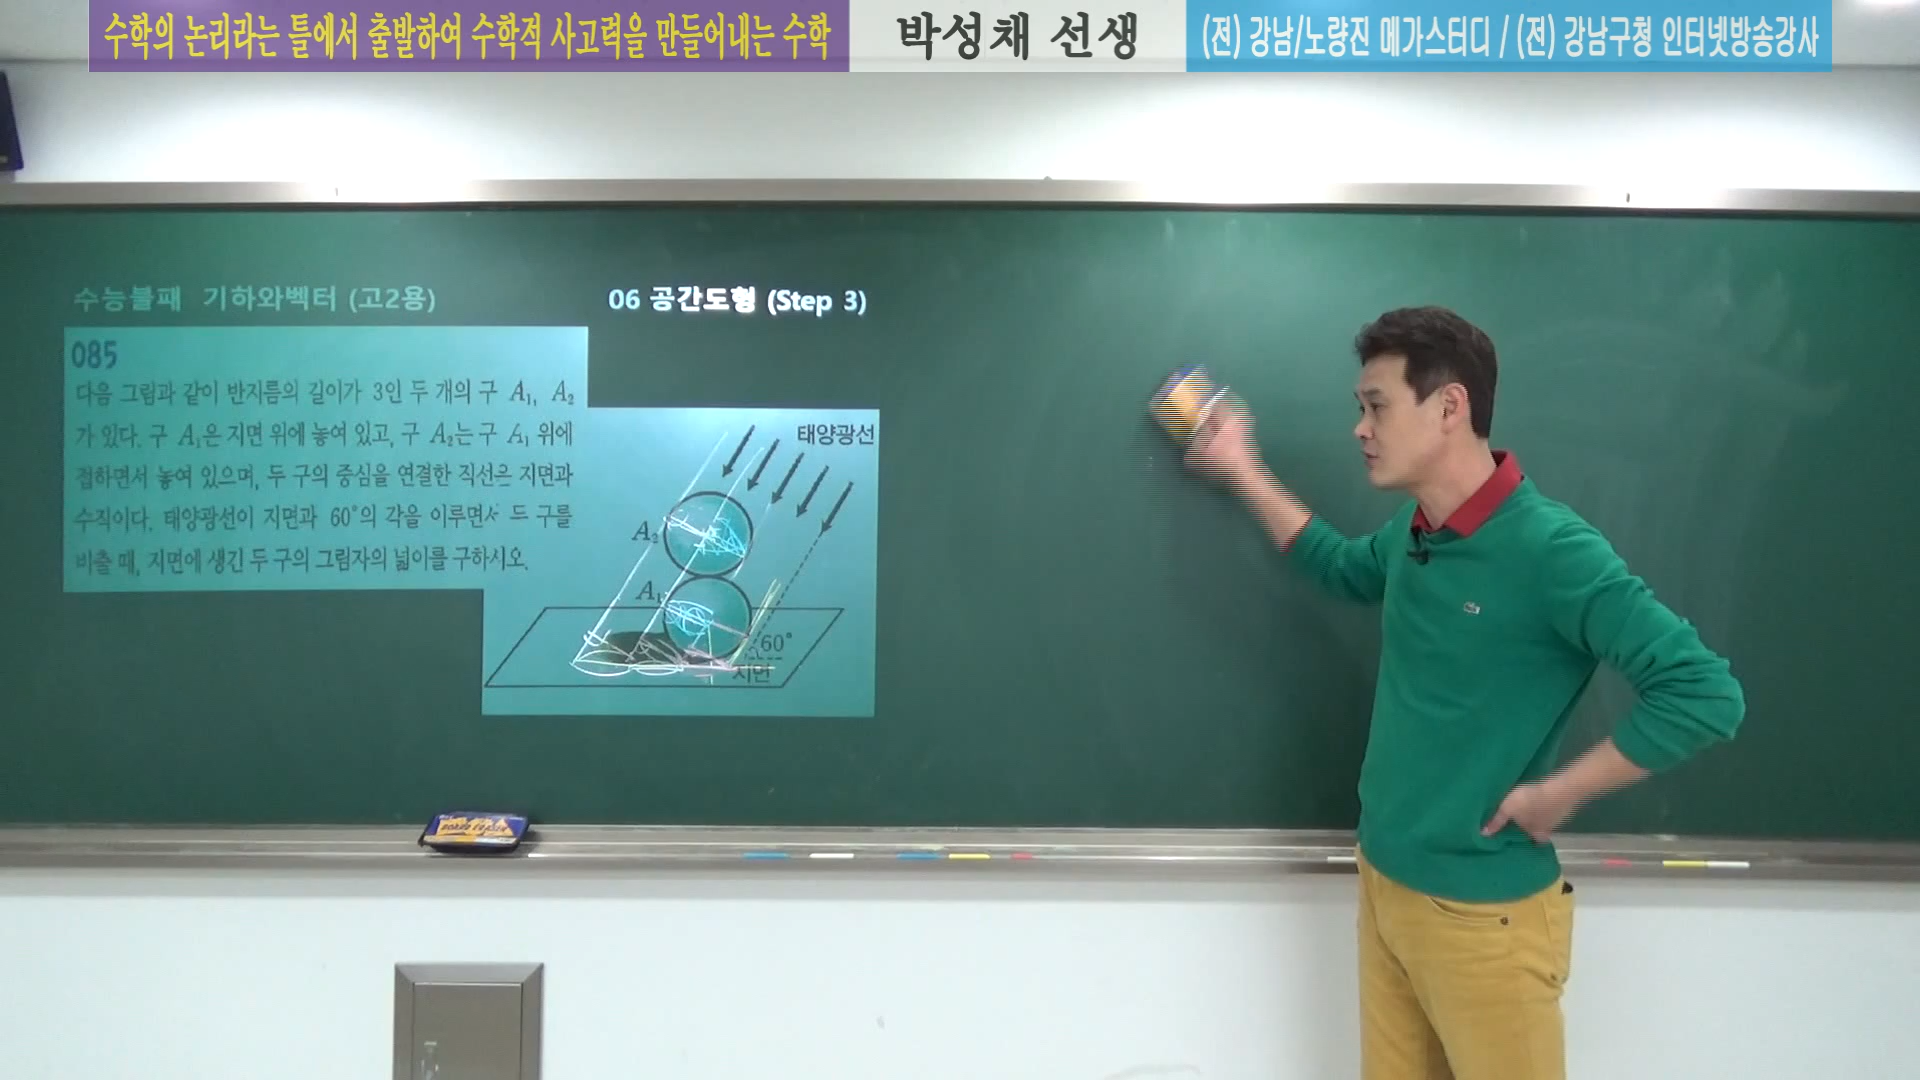 수학의 논리라는 틀에서 출발하여 수학적 사고력을 만들어내는 수학
박성채 선생
(전) 강남/노량진 메가스터디 / (전) 강남구청 인터넷방송강사
수능불패 기하와벡터 (고2용)
06 공간도형 (Step 3)
085
다음 그림과 같이 반지름의 길이가 3인 두 개의 구 A₁, A₂
가 있다. 구 A₁은 지면 위에 놓여 있고, 구 A₂는 구 A₁ 위에
접하면서 놓여 있으며, 두 구의 중심을 연결한 직선은 지면과
수직이다. 태양광선이 지면과 60°의 각을 이루면서 두 구를
비출 때, 지면에 생긴 두 구의 그림자의 넓이를 구하시오.
태양광선
A₂
A₁
60°
지면